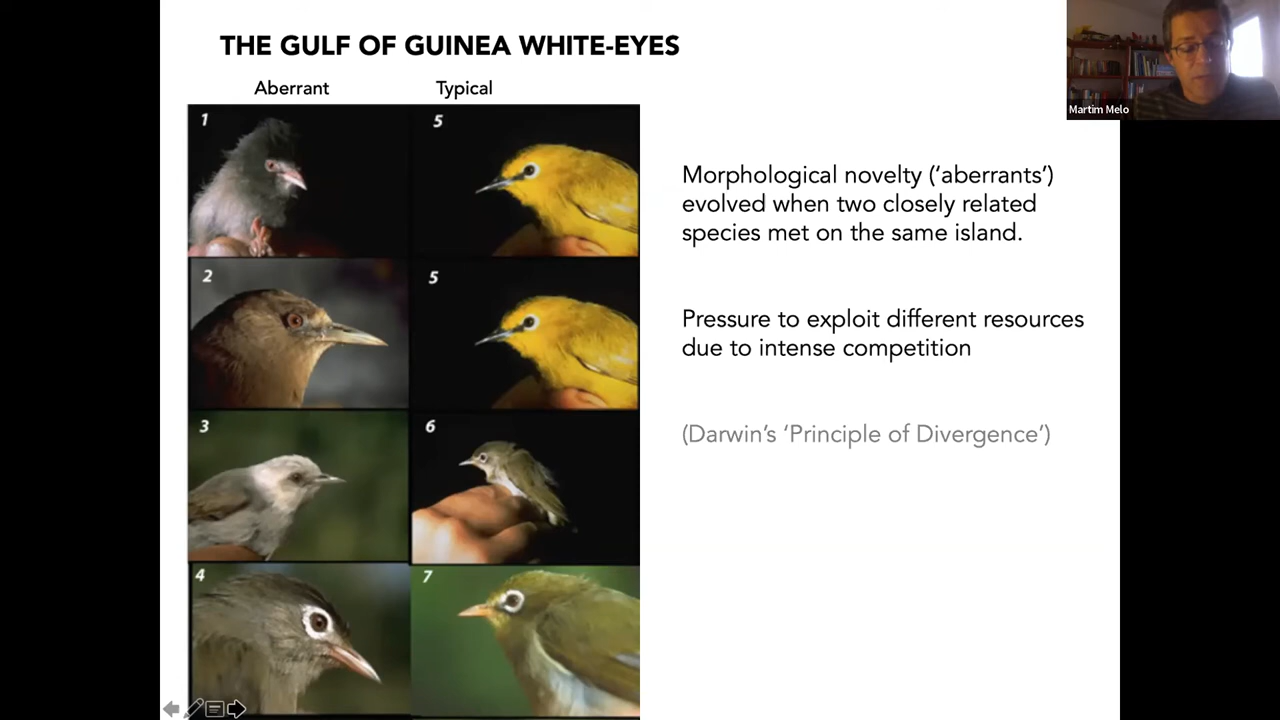 THE GULF OF GUINEA WHITE-EYES
Aberrant
Typical
1
5
2
5
3
6
4
7
Morphological novelty (‘aberrants’)
evolved when two closely related
species met on the same island.
Pressure to exploit different resources
due to intense competition
(Darwin’s ‘Principle of Divergence’)
Martim Melo